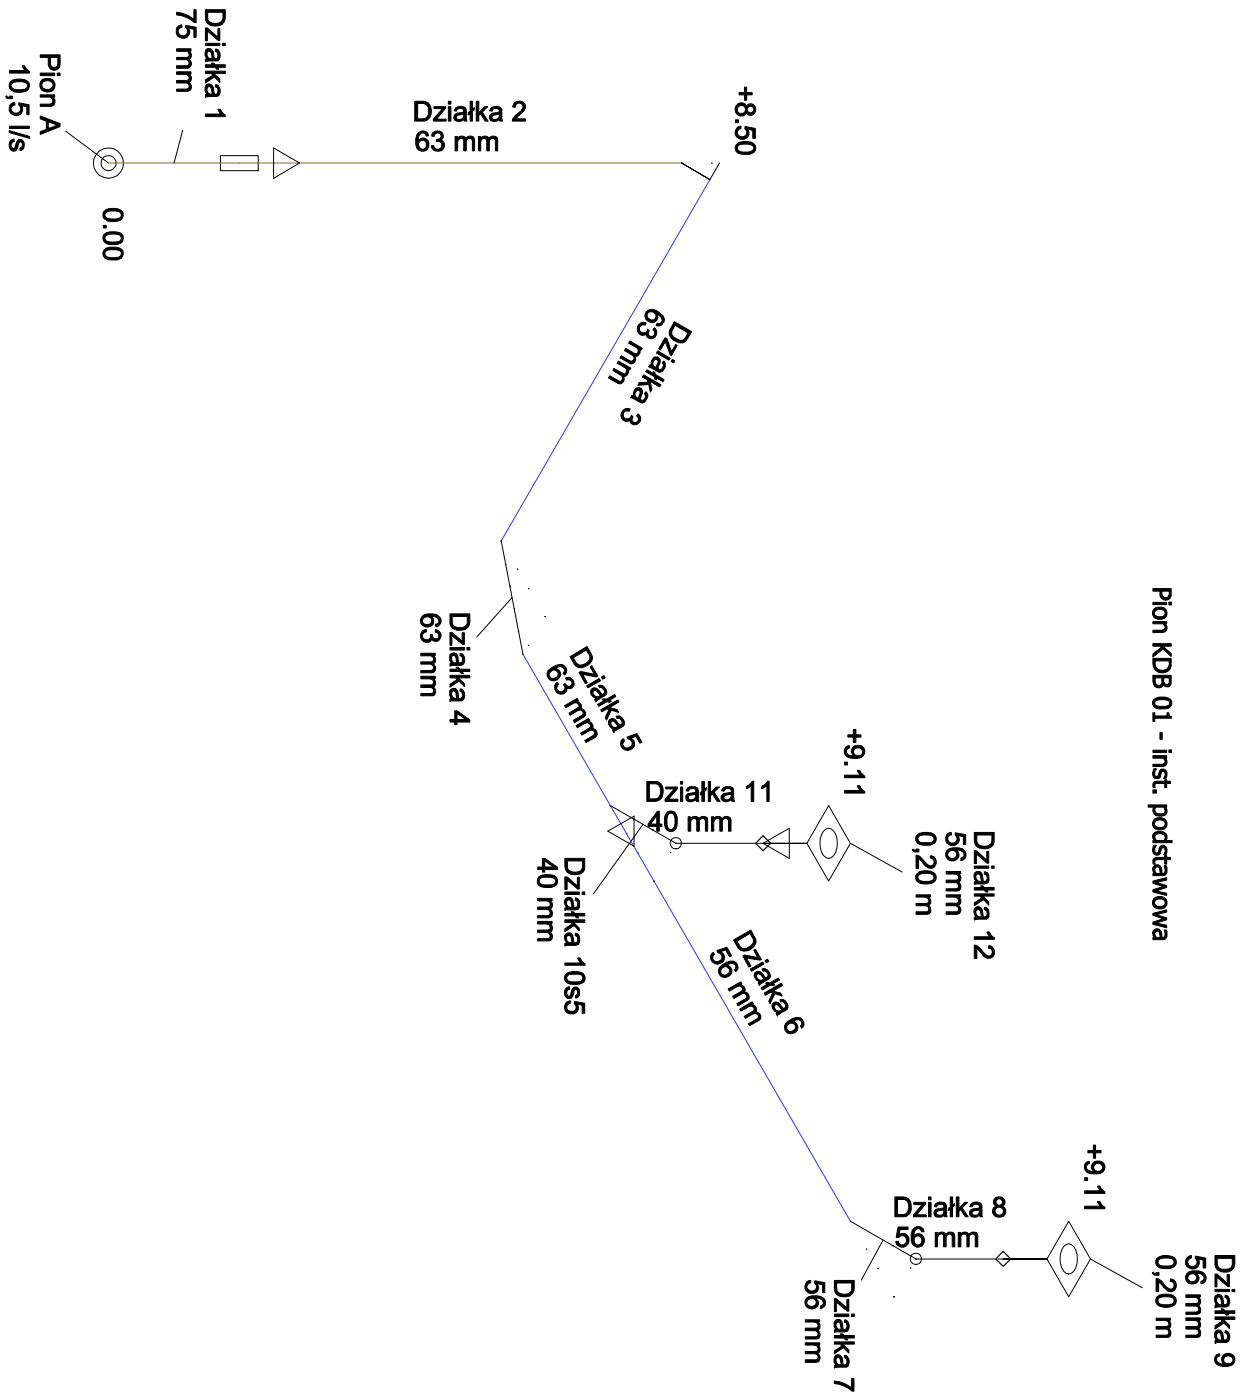 Pion KDB 01 - inst. podstawowa
Działka 1
75 mm
Pion A
10,5 l/s
0.00
Działka 2
63 mm
+8.50
Działka 3
63 mm
Działka 4
63 mm
Działka 5
63 mm
Działka 11
40 mm
+9.11
Działka 12
56 mm
0,20 m
Działka 10s5
40 mm
Działka 6
56 mm
Działka 8
56 mm
+9.11
Działka 9
56 mm
0,20 m
Działka 7
56 mm